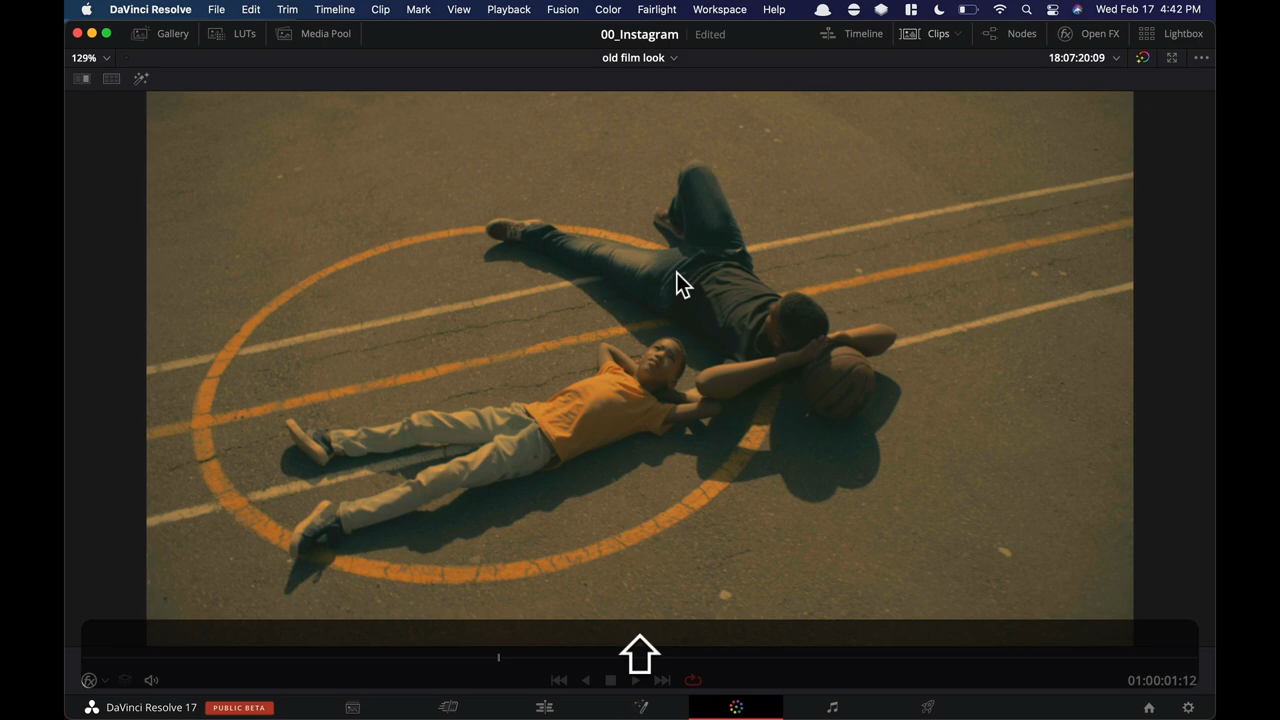 DaVinci Resolve File Edit Trim Timeline Clip Mark View Playback Fusion Color Fairlight Workspace Help Wed Feb 17 4:42 PM
Gallery LUTs Media Pool 00_Instagram Edited Timeline Clips Nodes Open FX Lightbox
129% old film look 18:07:20:09
01:00:01:12
DaVinci Resolve 17 PUBLIC BETA